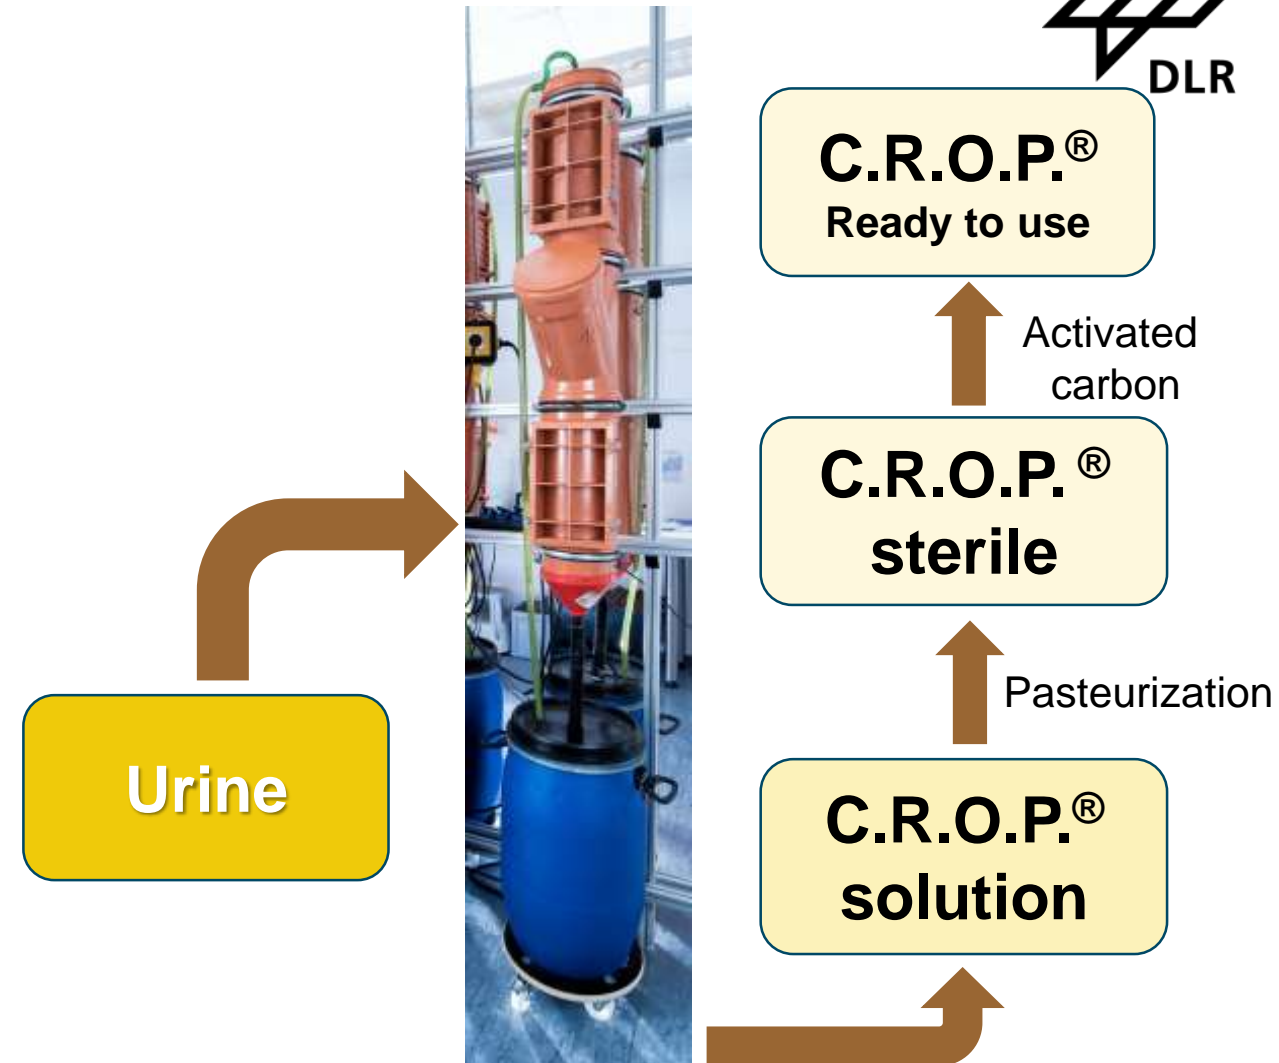 DLR
C.R.O.P.®
Ready to use
Activated
carbon
C.R.O.P. ®
sterile
Pasteurization
Urine
C.R.O.P.®
solution